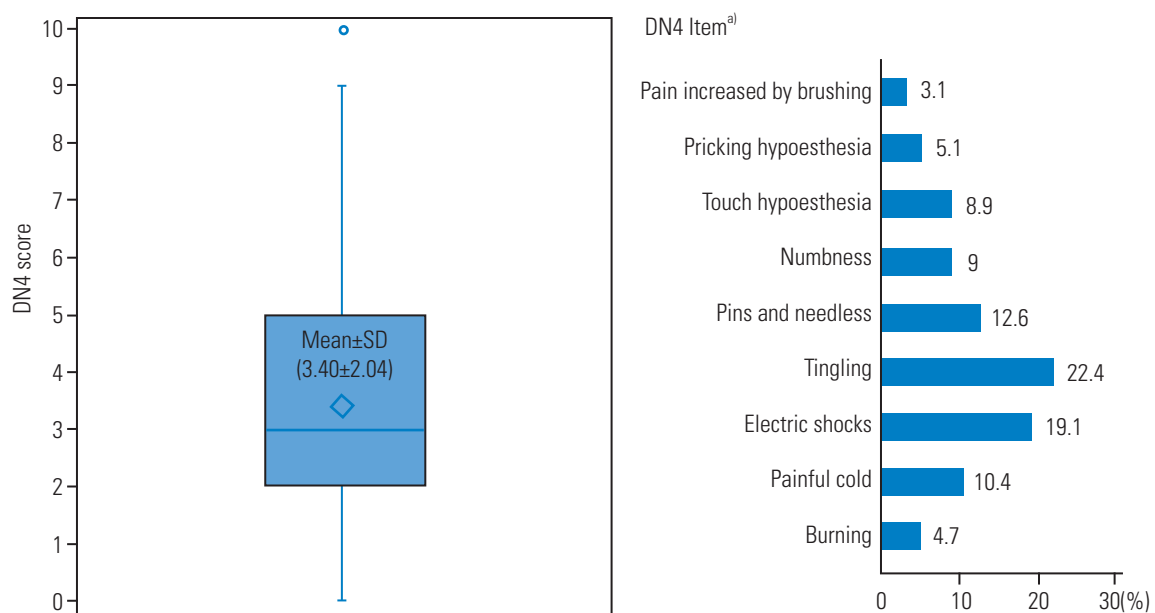 10
9
8
7
6
5
4
3
2
1
0
DN4 score
Mean±SD
(3.40±2.04)
DN4 Item a)
Pain increased by brushing 3.1
Pricking hypoesthesia 5.1
Touch hypoesthesia 8.9
Numbness 9
Pins and needless 12.6
Tingling 22.4
Electric shocks 19.1
Painful cold 10.4
Burning 4.7
0 10 20 30(%)